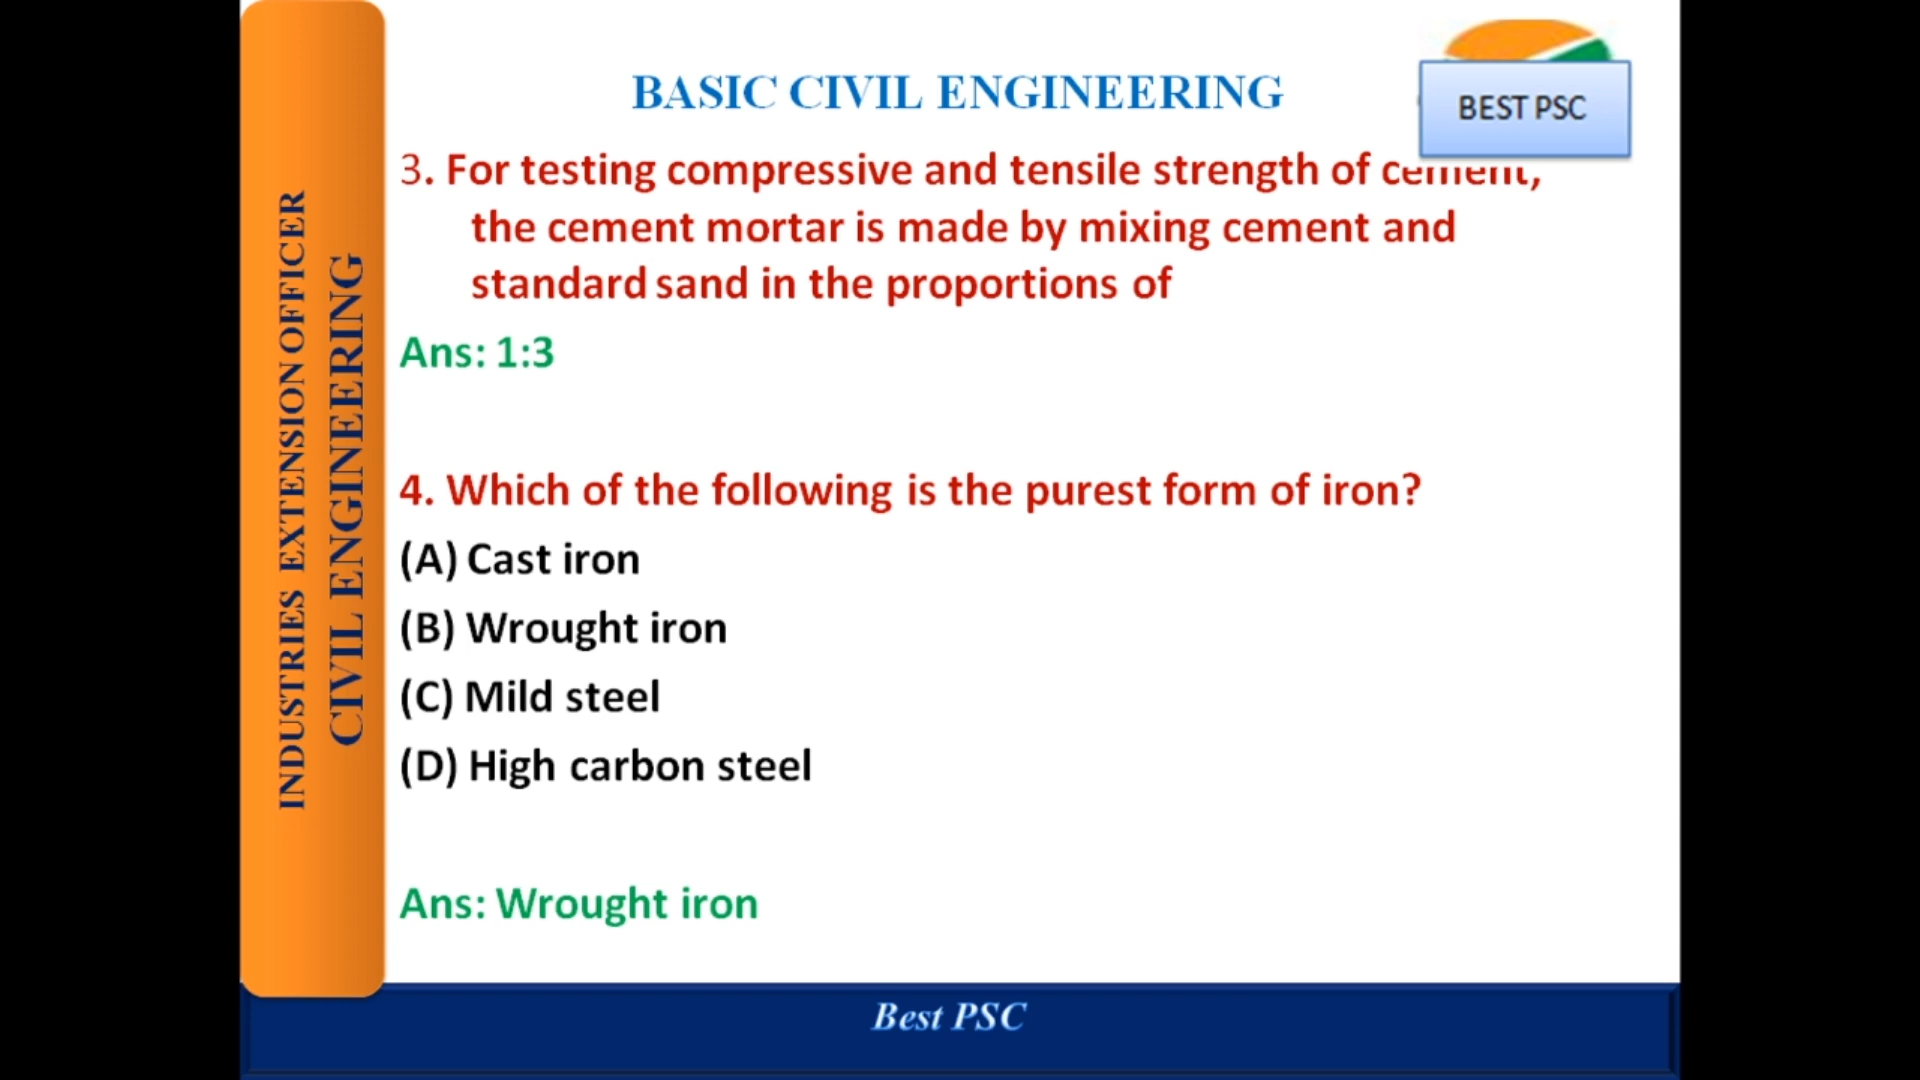 INDUSTRIES EXTENSION OFFICER
CIVIL ENGINEERING
BASIC CIVIL ENGINEERING
BEST PSC
3. For testing compressive and tensile strength of cement,
the cement mortar is made by mixing cement and
standard sand in the proportions of
Ans: 1:3
4. Which of the following is the purest form of iron?
(A) Cast iron
(B) Wrought iron
(C) Mild steel
(D) High carbon steel
Ans: Wrought iron
Best PSC